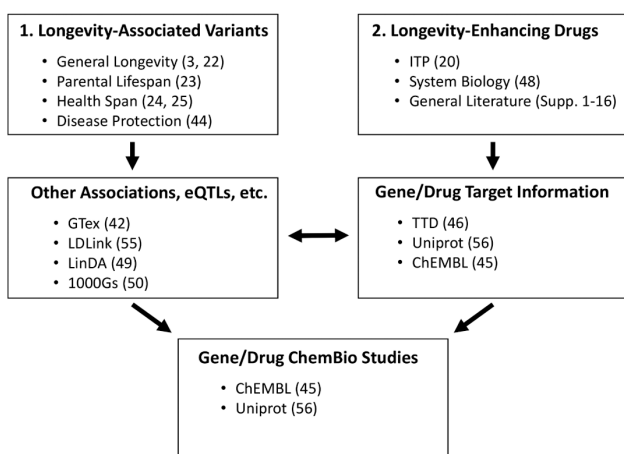 1. Longevity-Associated Variants
• General Longevity (3, 22)
• Parental Lifespan (23)
• Health Span (24, 25)
• Disease Protection (44)
2. Longevity-Enhancing Drugs
• ITP (20)
• System Biology (48)
• General Literature (Supp. 1-16)
Other Associations, eQTLs, etc.
• GTex (42)
• LDLink (55)
• LinDA (49)
• 1000Gs (50)
Gene/Drug Target Information
• TTD (46)
• Uniprot (56)
• ChEMBL (45)
Gene/Drug ChemBio Studies
• ChEMBL (45)
• Uniprot (56)